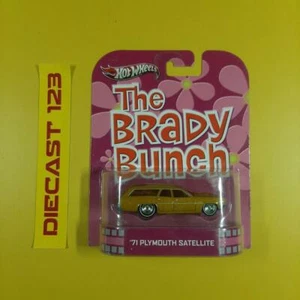 DIECAST 123
Hot Wheels
The
BRADY
BUNCH
'71 PLYMOUTH SATELLITE